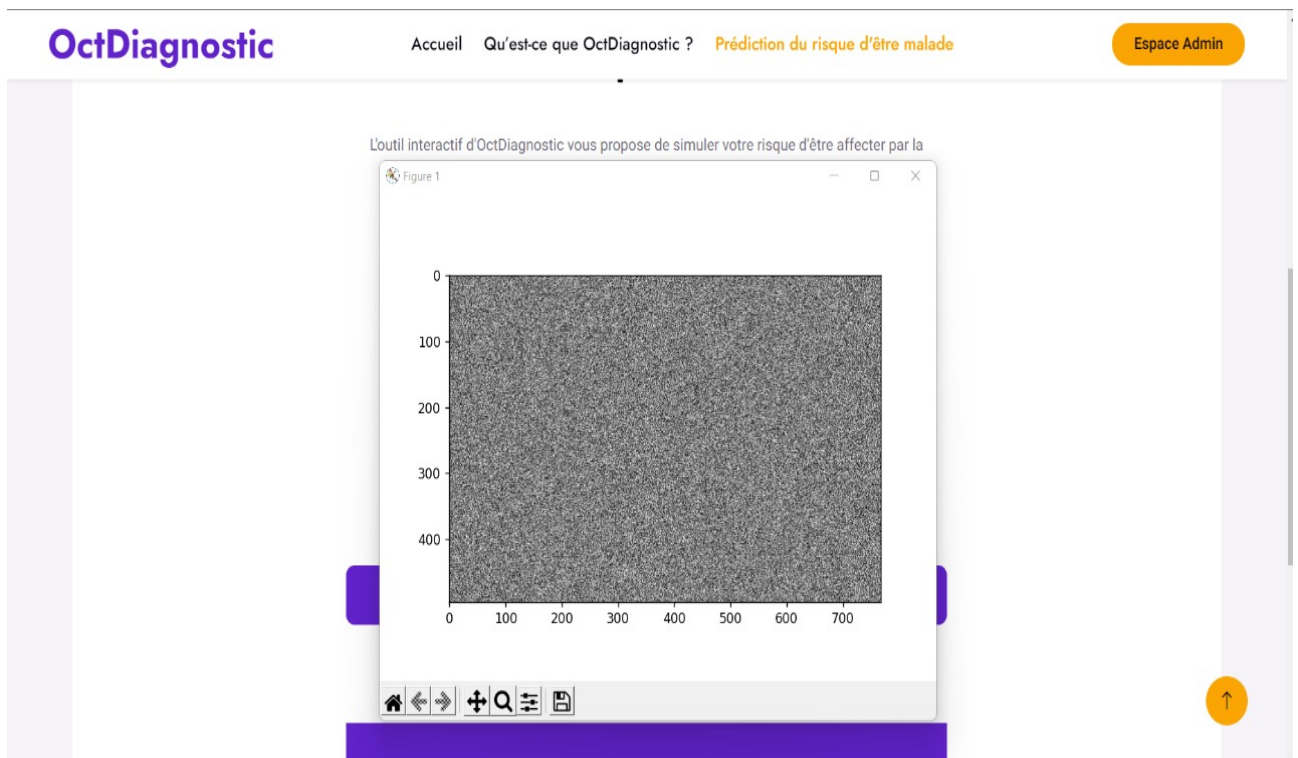 OctDiagnostic
Accueil Qu'est-ce que OctDiagnostic ? Prédiction du risque d'être malade
Espace Admin
L'outil interactif d'OctDiagnostic vous propose de simuler votre risque d'être affecter par la
Figure 1
0
100
200
300
400
0 100 200 300 400 500 600 700